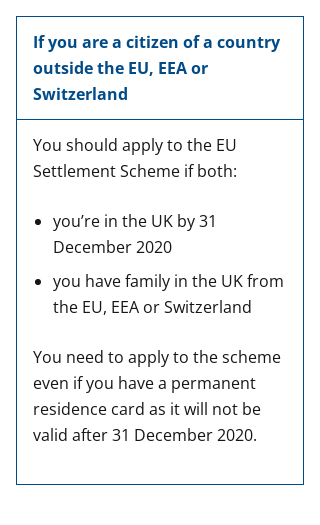 If you are a citizen of a country
outside the EU, EEA or
Switzerland
You should apply to the EU
Settlement Scheme if both:
• you’re in the UK by 31
December 2020
• you have family in the UK from
the EU, EEA or Switzerland
You need to apply to the scheme
even if you have a permanent
residence card as it will not be
valid after 31 December 2020.